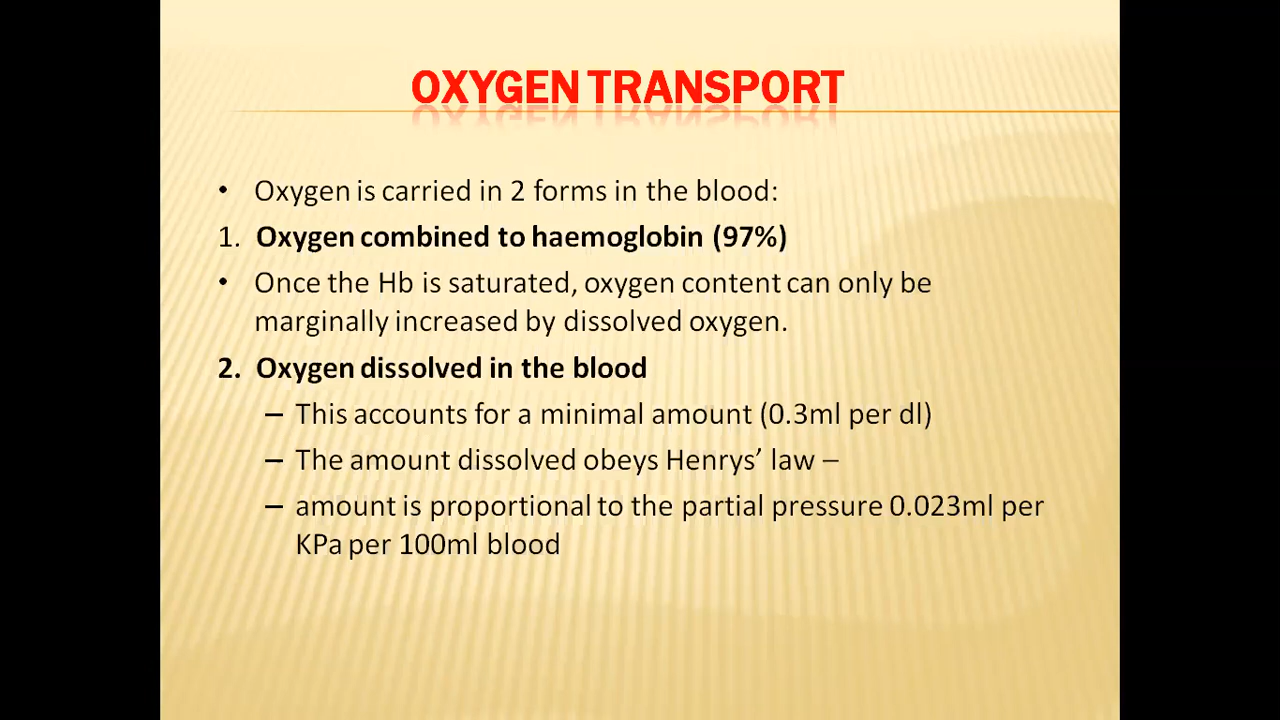 OXYGEN TRANSPORT
• Oxygen is carried in 2 forms in the blood:
1. Oxygen combined to haemoglobin (97%)
• Once the Hb is saturated, oxygen content can only be
marginally increased by dissolved oxygen.
2. Oxygen dissolved in the blood
– This accounts for a minimal amount (0.3ml per dl)
– The amount dissolved obeys Henrys’ law –
– amount is proportional to the partial pressure 0.023ml per
KPa per 100ml blood